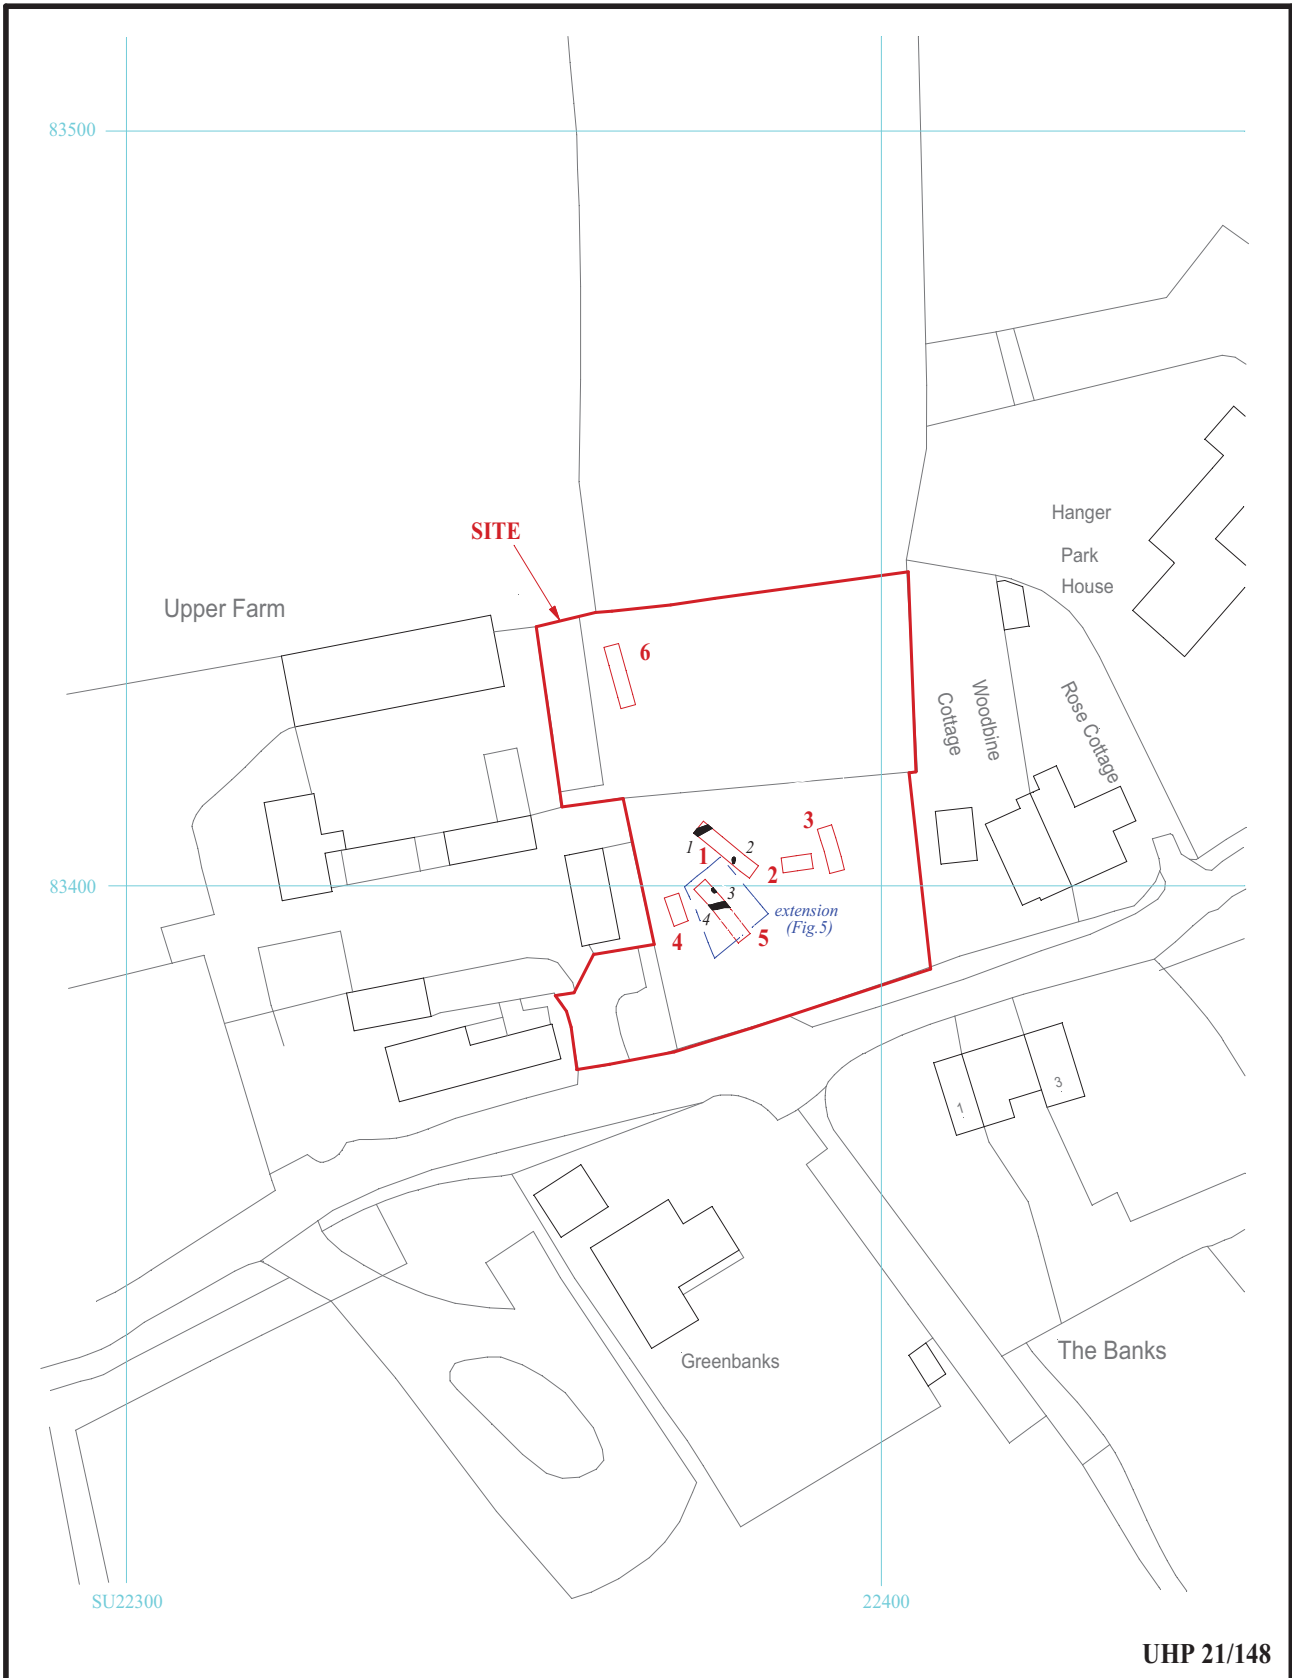 83500
SITE
Hanger
Park
House
Upper Farm
6
Woodbine
Cottage
Rose Cottage
3
1
1
2
2
83400
3
4
4
5
extension
(Fig.5)
1
3
Greenbanks
The Banks
SU22300
22400
UHP 21/148